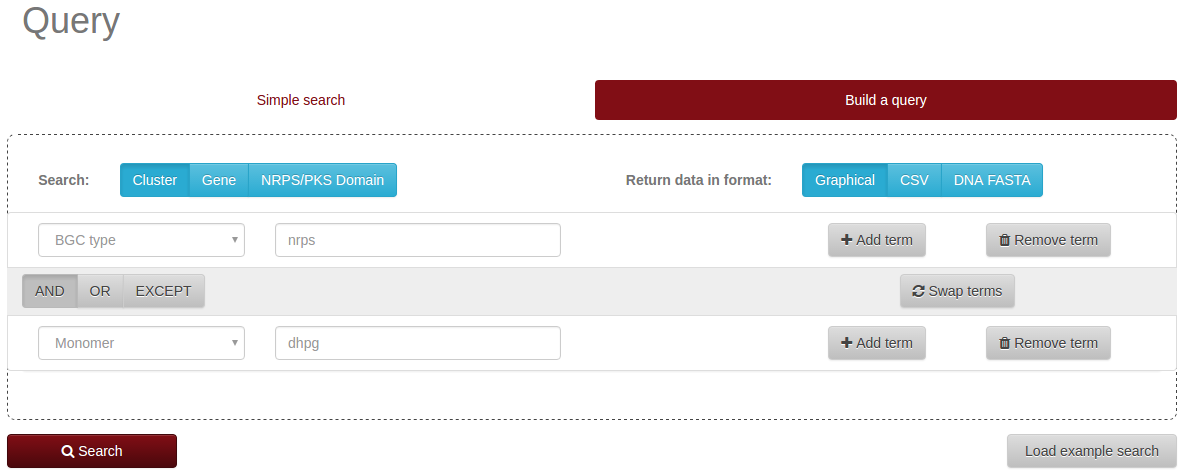 Query
Simple search Build a query
Search: Cluster Gene NRPS/PKS Domain Return data in format: Graphical CSV DNA FASTA
BGC type nrps Add term Remove term
AND OR EXCEPT Swap terms
Monomer dhpg Add term Remove term
Search Load example search